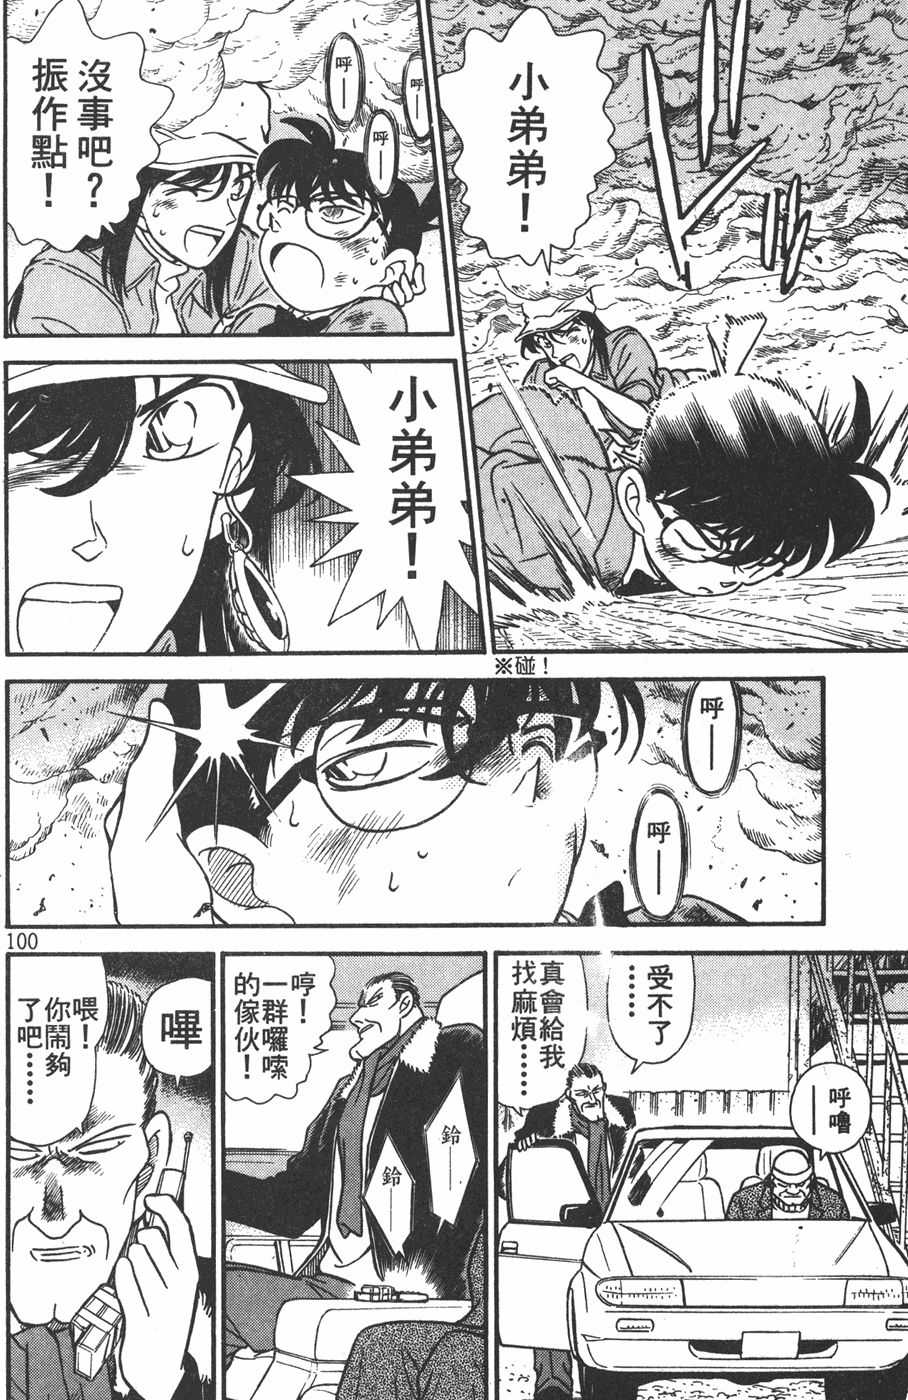 小弟弟！
※碰！
呼—
呼—
呼—
沒事吧？
振作點！
小弟弟！
呼—
呼—
100
受不了
……
真會給我
找麻煩……
呼嚕—
哼！
一群囉嗦
的傢伙！
鈴—
鈴—
嗶
喂！
你鬧夠
了吧……